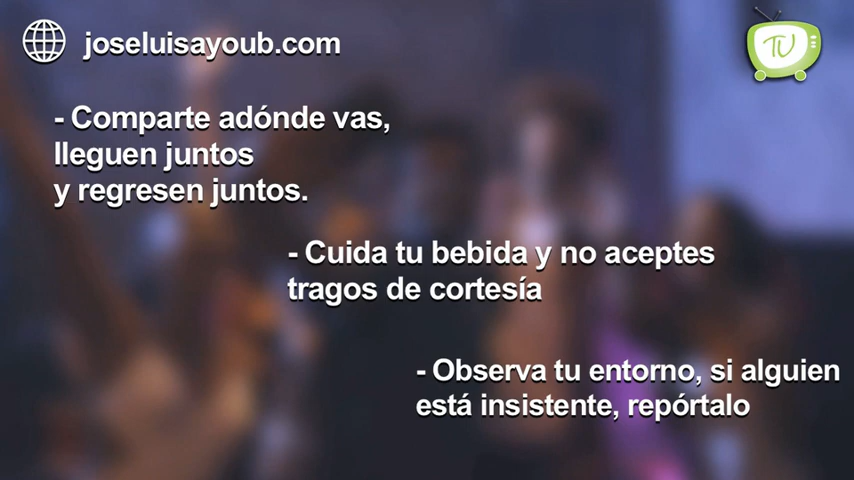 joseluisayoub.com
TV
- Comparte adónde vas,
lleguen juntos
y regresen juntos.
- Cuida tu bebida y no aceptes
tragos de cortesía
- Observa tu entorno, si alguien
está insistente, repórtalo